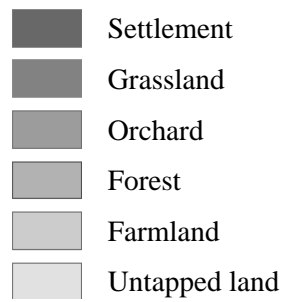 Settlement
Grassland
Orchard
Forest
Farmland
Untapped land